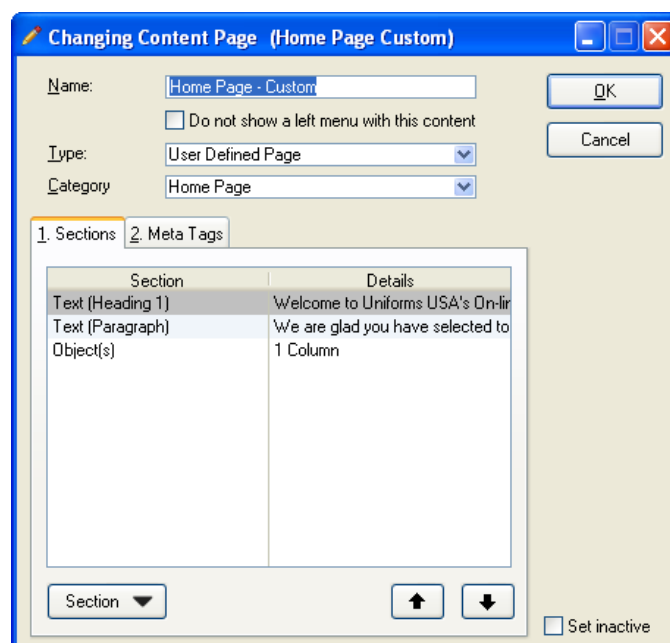 Changing Content Page (Home Page Custom)
Name: Home Page - Custom
OK
Do not show a left menu with this content
Cancel
Type: User Defined Page
Category Home Page
1. Sections 2. Meta Tags
Section Details
Text (Heading 1) Welcome to Uniforms USA's On-lin
Text (Paragraph) We are glad you have selected to
Object(s) 1 Column
Section
Set inactive